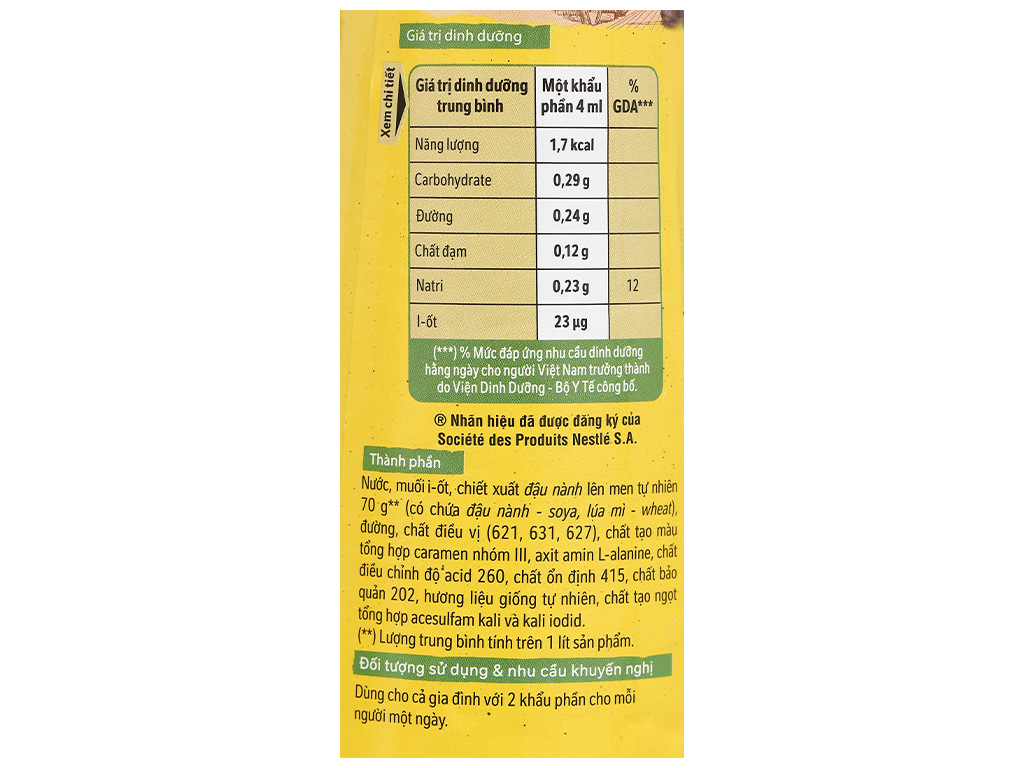 Giá trị dinh dưỡng
Xem chi tiết
Giá trị dinh dưỡng trung bình | Một khẩu phần 4 ml | % GDA***
Năng lượng | 1,7 kcal
Carbohydrate | 0,29 g
Đường | 0,24 g
Chất đạm | 0,12 g
Natri | 0,23 g | 12
I-ốt | 23 µg
(***) % Mức đáp ứng nhu cầu dinh dưỡng
hằng ngày cho người Việt Nam trưởng thành
do Viện Dinh Dưỡng - Bộ Y Tế công bố.
® Nhãn hiệu đã được đăng ký của
Société des Produits Nestlé S.A.
Thành phần
Nước, muối i-ốt, chiết xuất đậu nành lên men tự nhiên
70 g** (có chứa đậu nành - soya, lúa mì - wheat),
đường, chất điều vị (621, 631, 627), chất tạo màu
tổng hợp caramen nhóm III, axit amin L-alanine, chất
điều chỉnh độ acid 260, chất ổn định 415, chất bảo
quản 202, hương liệu giống tự nhiên, chất tạo ngọt
tổng hợp acesulfam kali và kali iodid.
(**) Lượng trung bình tính trên 1 lít sản phẩm.
Đối tượng sử dụng & nhu cầu khuyến nghị
Dùng cho cả gia đình với 2 khẩu phần cho mỗi
người một ngày.